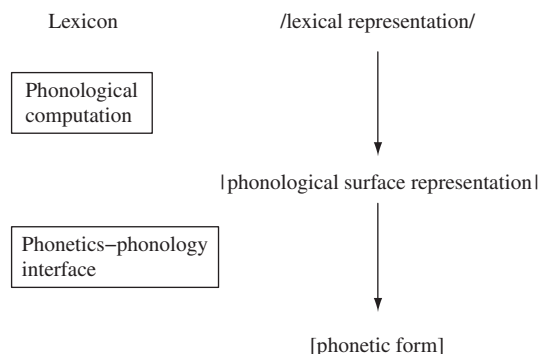 Lexicon /lexical representation/
Phonological
computation
|phonological surface representation|
Phonetics–phonology
interface
[phonetic form]